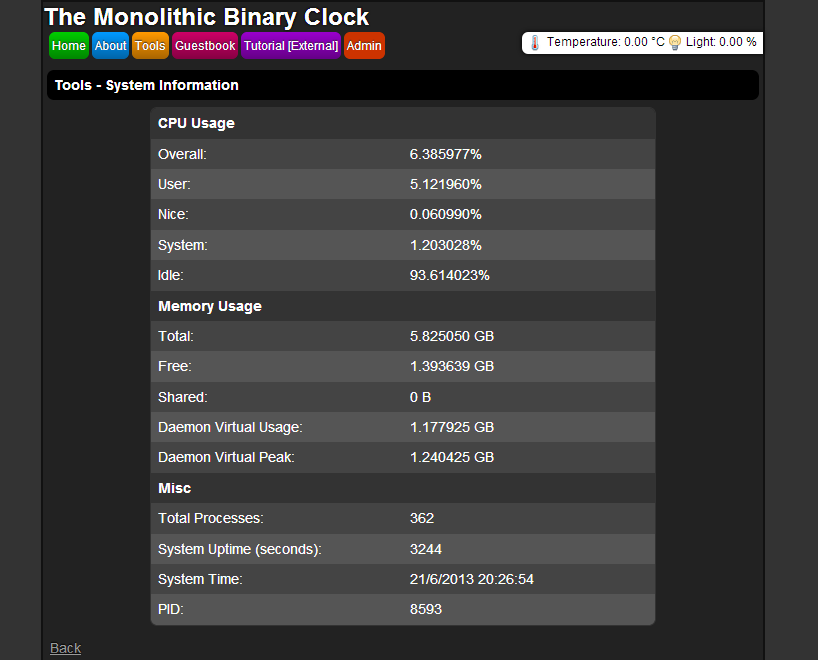 The Monolithic Binary Clock
Home About Tools Guestbook Tutorial [External] Admin
Temperature: 0.00 °C Light: 0.00 %
Tools - System Information
CPU Usage
Overall: 6.385977%
User: 5.121960%
Nice: 0.060990%
System: 1.203028%
Idle: 93.614023%
Memory Usage
Total: 5.825050 GB
Free: 1.393639 GB
Shared: 0 B
Daemon Virtual Usage: 1.177925 GB
Daemon Virtual Peak: 1.240425 GB
Misc
Total Processes: 362
System Uptime (seconds): 3244
System Time: 21/6/2013 20:26:54
PID: 8593
Back